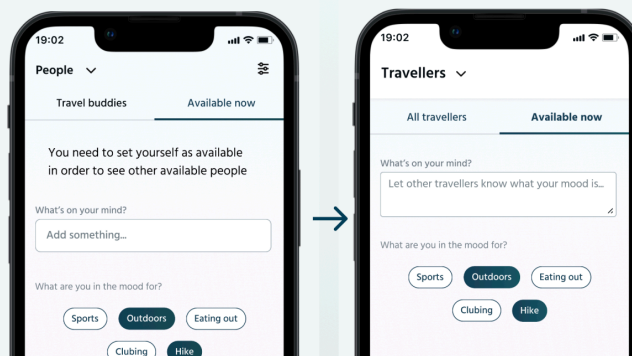 19:02
People
Travel buddies
Available now
You need to set yourself as available
in order to see other available people
What's on your mind?
Add something...
What are you in the mood for?
Sports
Outdoors
Eating out
Clubing
Hike
19:02
Travellers
All travellers
Available now
What's on your mind?
Let other travellers know what your mood is...
What are you in the mood for?
Sports
Outdoors
Eating out
Clubing
Hike